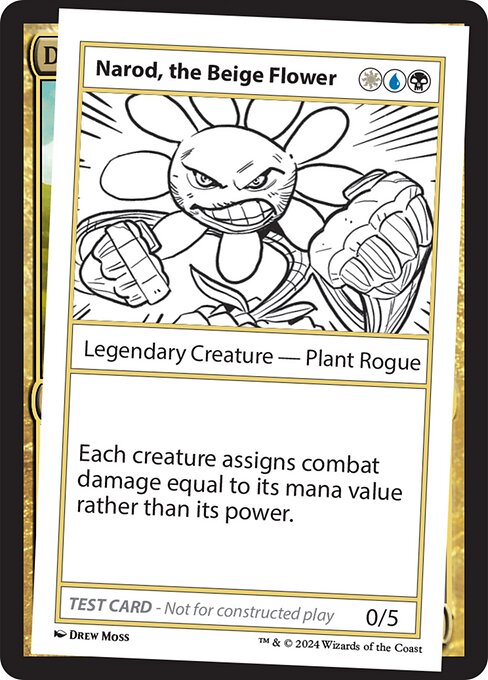 D
Narod, the Beige Flower
Legendary Creature — Plant Rogue
Each creature assigns combat
damage equal to its mana value
rather than its power.
TEST CARD - Not for constructed play
0/5
DREW MOSS
™ & © 2024 Wizards of the Coast